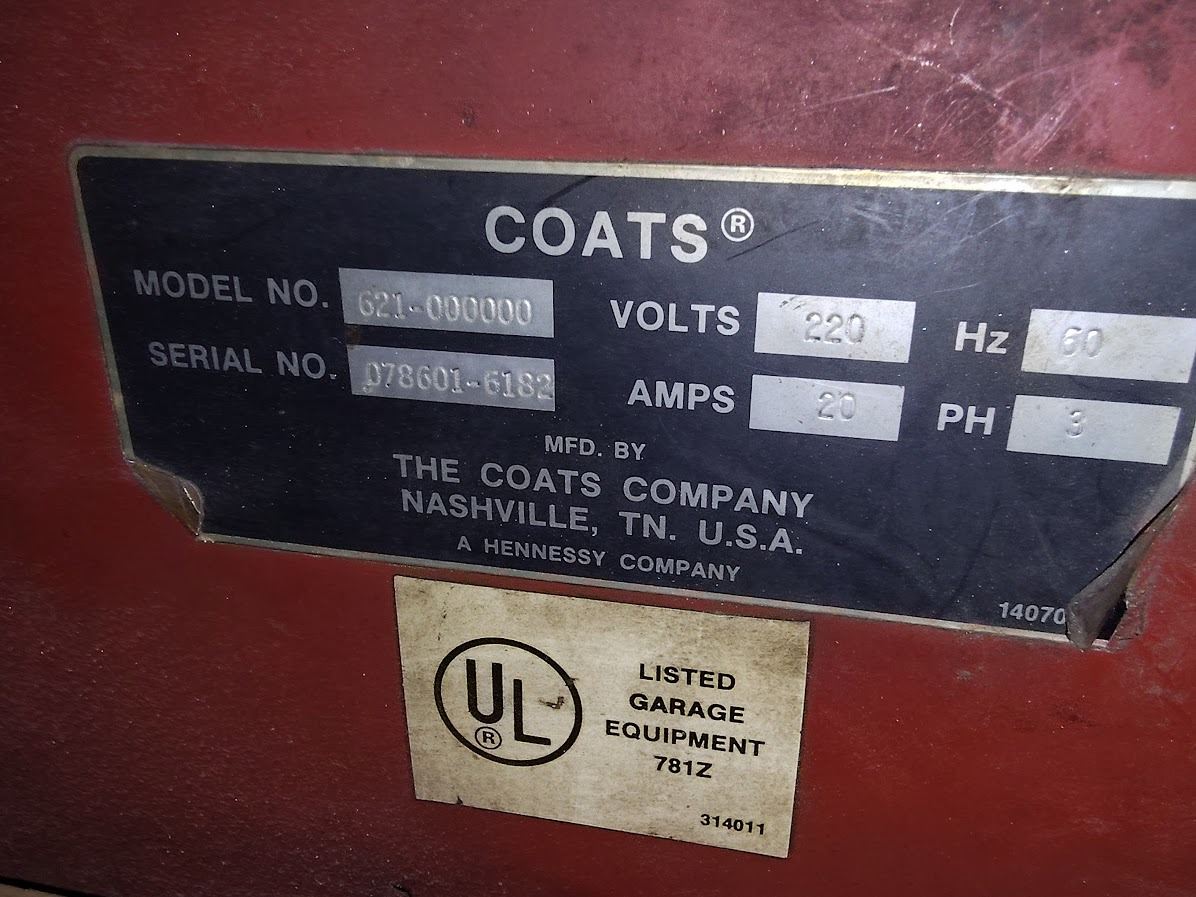 COATS®
MODEL NO. 621-000000 VOLTS 220 Hz 60
SERIAL NO. 078601-6182 AMPS 20 PH 3
MFD. BY
THE COATS COMPANY
NASHVILLE, TN. U.S.A.
A HENNESSY COMPANY
14070
UL®
LISTED
GARAGE
EQUIPMENT
781Z
314011